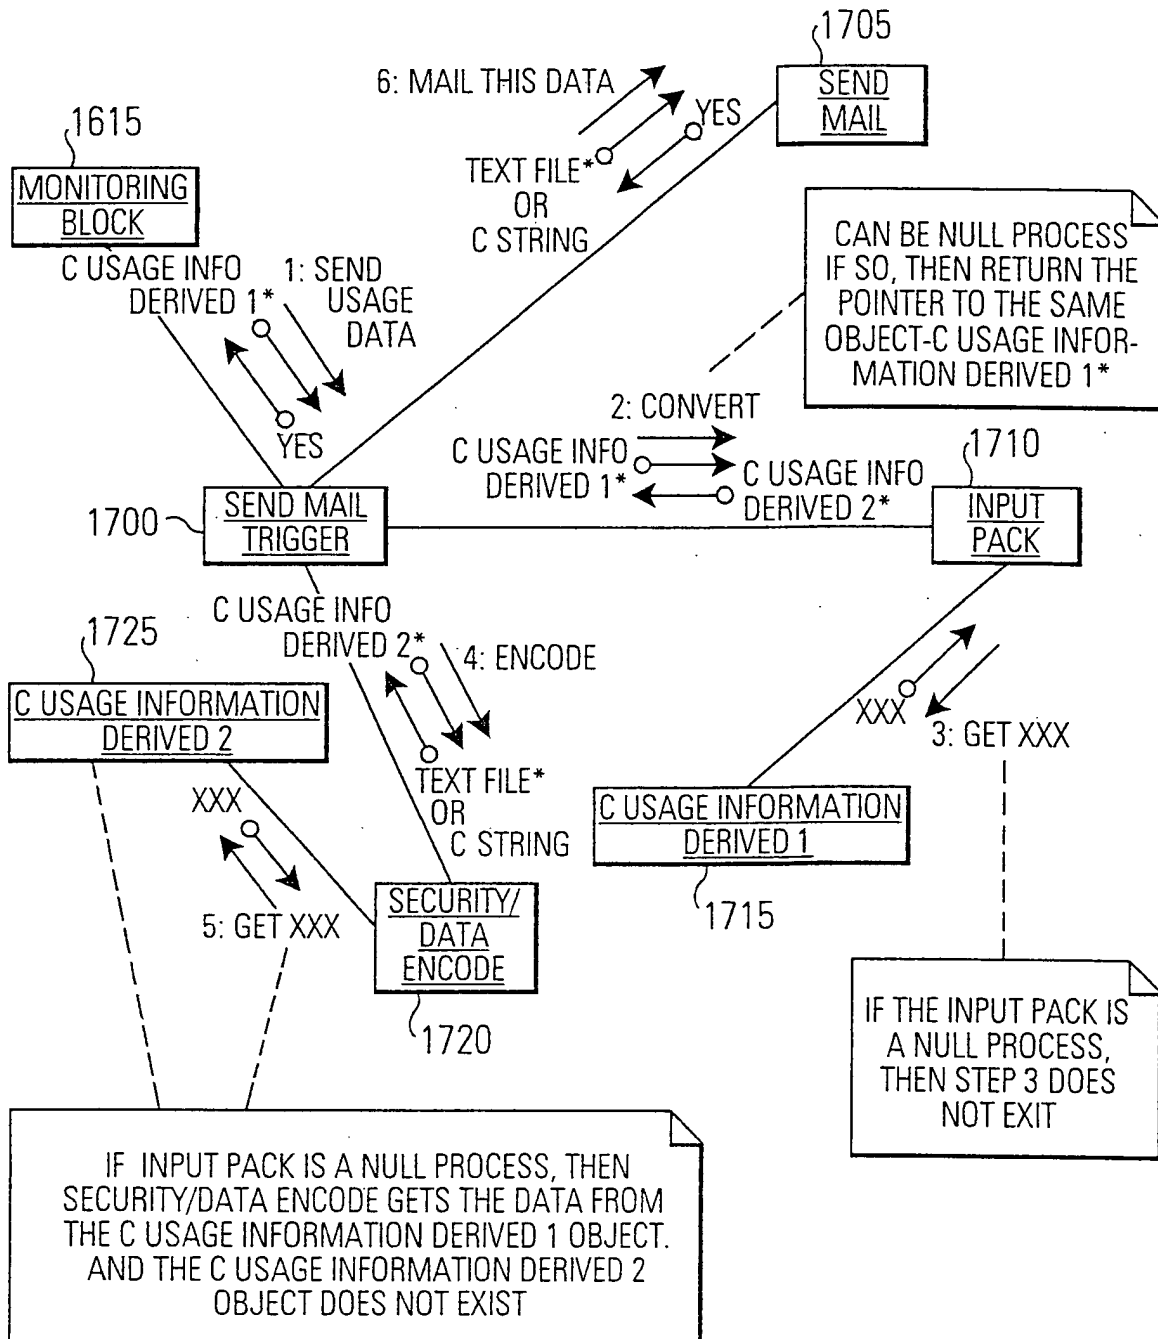 1705
6: MAIL THIS DATA
SEND
MAIL
YES
TEXT FILE*
OR
C STRING
1615
MONITORING
BLOCK
C USAGE INFO
DERIVED 1*
1: SEND
USAGE
DATA
YES
CAN BE NULL PROCESS
IF SO, THEN RETURN THE
POINTER TO THE SAME
OBJECT-C USAGE INFOR-
MATION DERIVED 1*
2: CONVERT
C USAGE INFO
DERIVED 1*
C USAGE INFO
DERIVED 2*
1710
INPUT
PACK
1700
SEND MAIL
TRIGGER
C USAGE INFO
DERIVED 2*
4: ENCODE
TEXT FILE*
OR
C STRING
1725
C USAGE INFORMATION
DERIVED 2
XXX
5: GET XXX
SECURITY/
DATA
ENCODE
1720
XXX
3: GET XXX
C USAGE INFORMATION
DERIVED 1
1715
IF THE INPUT PACK IS
A NULL PROCESS,
THEN STEP 3 DOES
NOT EXIT
IF INPUT PACK IS A NULL PROCESS, THEN
SECURITY/DATA ENCODE GETS THE DATA FROM
THE C USAGE INFORMATION DERIVED 1 OBJECT.
AND THE C USAGE INFORMATION DERIVED 2
OBJECT DOES NOT EXIST